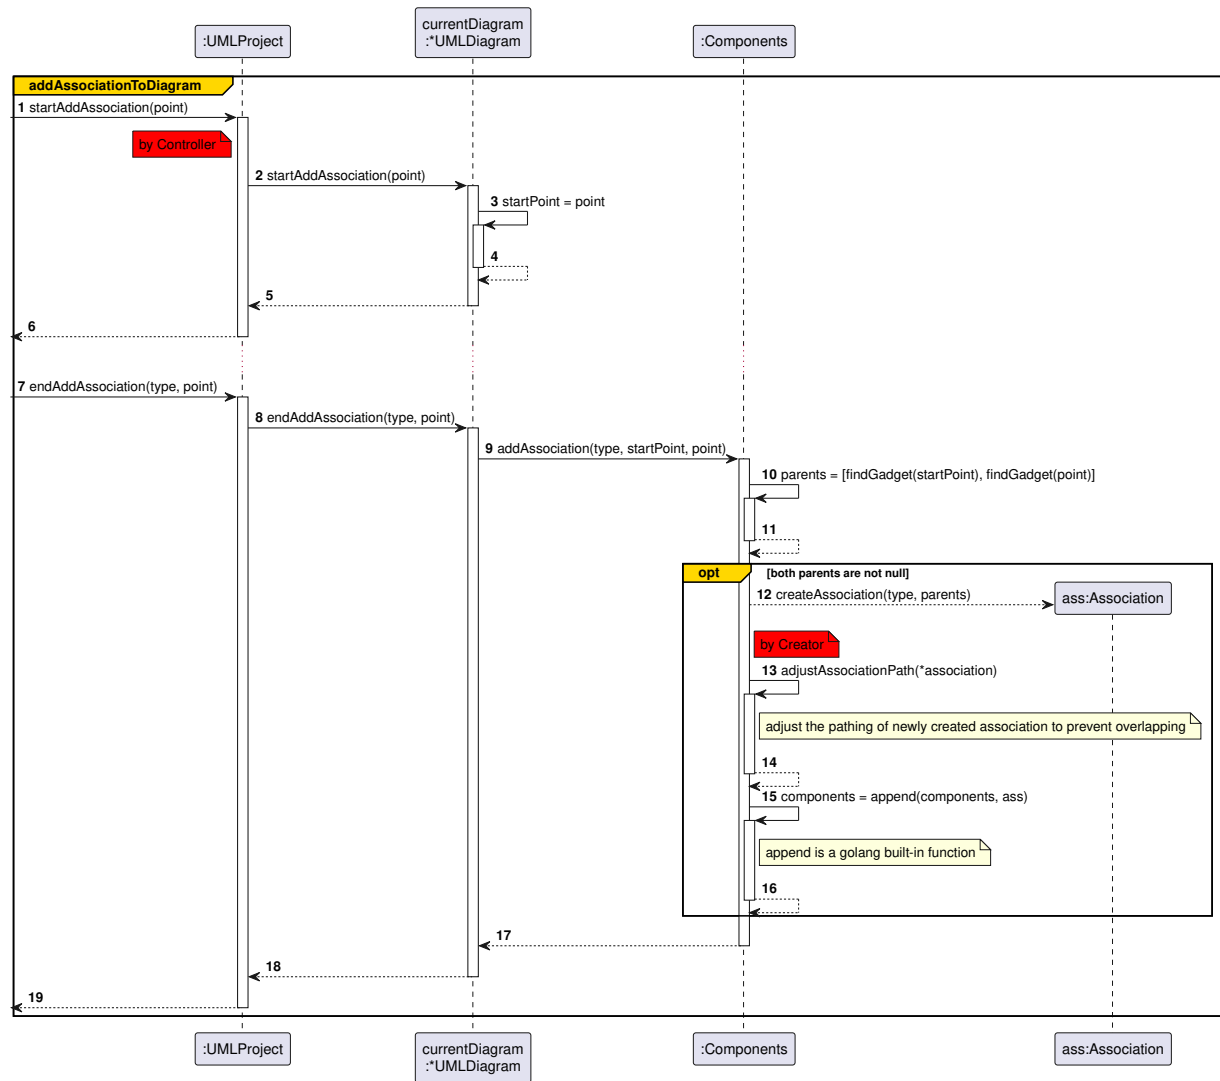 :UMLProject
currentDiagram
:*UMLDiagram
:Components
addAssociationToDiagram
1 startAddAssociation(point)
by Controller
2 startAddAssociation(point)
3 startPoint = point
4
5
6
7 endAddAssociation(type, point)
8 endAddAssociation(type, point)
9 addAssociation(type, startPoint, point)
10 parents = [findGadget(startPoint), findGadget(point)]
11
opt [both parents are not null]
12 createAssociation(type, parents)
ass:Association
by Creator
13 adjustAssociationPath(*association)
adjust the pathing of newly created association to prevent overlapping
14
15 components = append(components, ass)
append is a golang built-in function
16
17
18
19
:UMLProject
currentDiagram
:*UMLDiagram
:Components
ass:Association